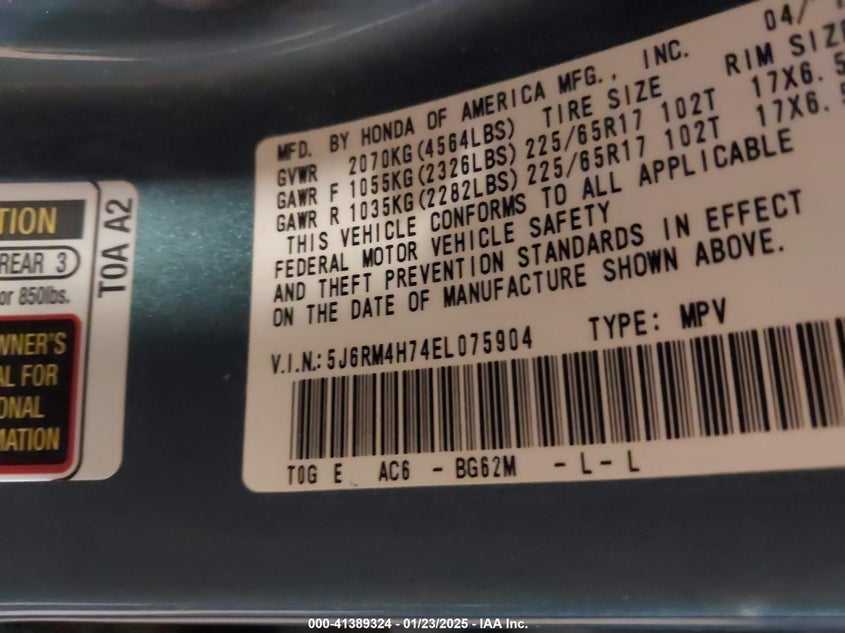 TION
REAR 3
or 850lbs.
WNER'S
AL FOR
ONAL
MATION
T0A A2
04/
MFD. BY HONDA OF AMERICA MFG., INC.
GVWR 2070KG(4564LBS) TIRE SIZE RIM SIZE
GAWR F 1055KG(2326LBS) 225/65R17 102T 17X6.5
GAWR R 1035KG(2282LBS) 225/65R17 102T 17X6.5
THIS VEHICLE CONFORMS TO ALL APPLICABLE
FEDERAL MOTOR VEHICLE SAFETY
AND THEFT PREVENTION STANDARDS IN EFFECT
ON THE DATE OF MANUFACTURE SHOWN ABOVE.
V.I.N.: 5J6RM4H74EL075904 TYPE: MPV
T0G E AC6 - BG62M - L - L
000-41389324 - 01/23/2025 - IAA Inc.